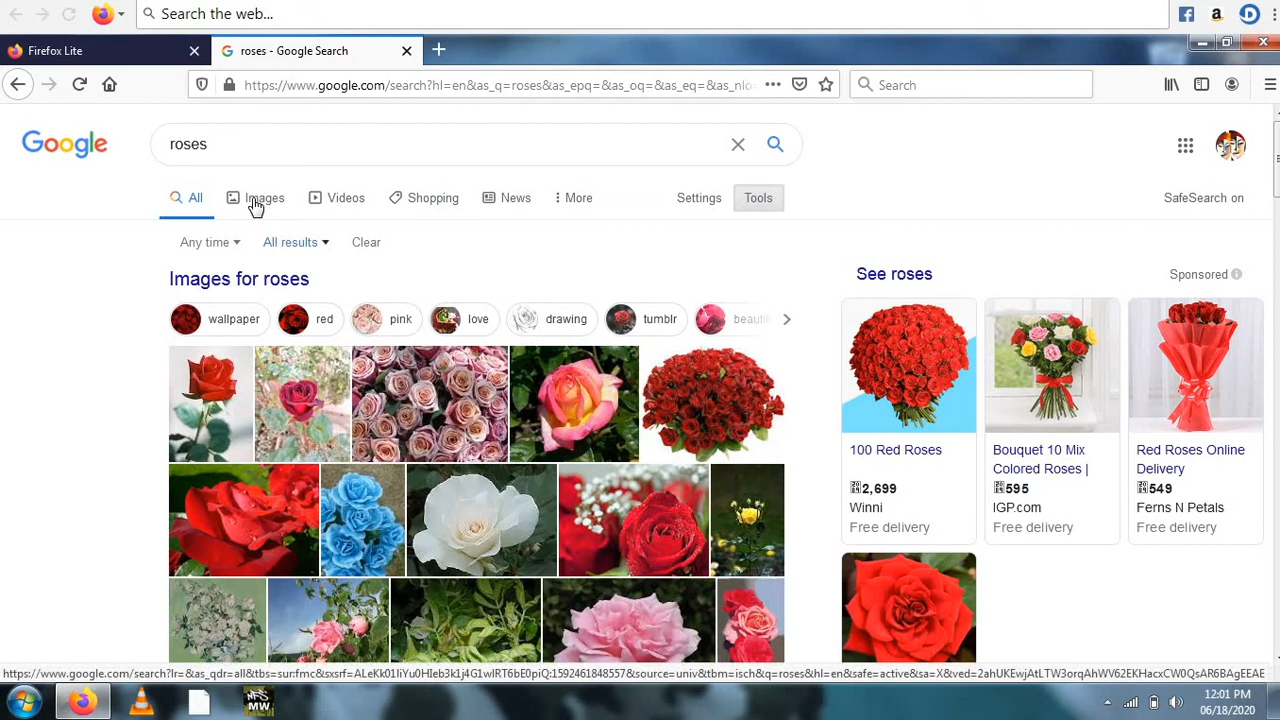 Search the web...
Firefox Lite
roses - Google Search
https://www.google.com/search?hl=en&as_q=roses&as_epq=&as_oq=&as_eq=&as_nlo
Search
Google
roses
All Images Videos Shopping News More Settings Tools SafeSearch on
Any time All results Clear
Images for roses
wallpaper red pink love drawing tumblr
See roses Sponsored
100 Red Roses
2,699
Winni
Free delivery
Bouquet 10 Mix
Colored Roses |
595
IGP.com
Free delivery
Red Roses Online
Delivery
549
Ferns N Petals
Free delivery
12:01 PM
06/18/2020